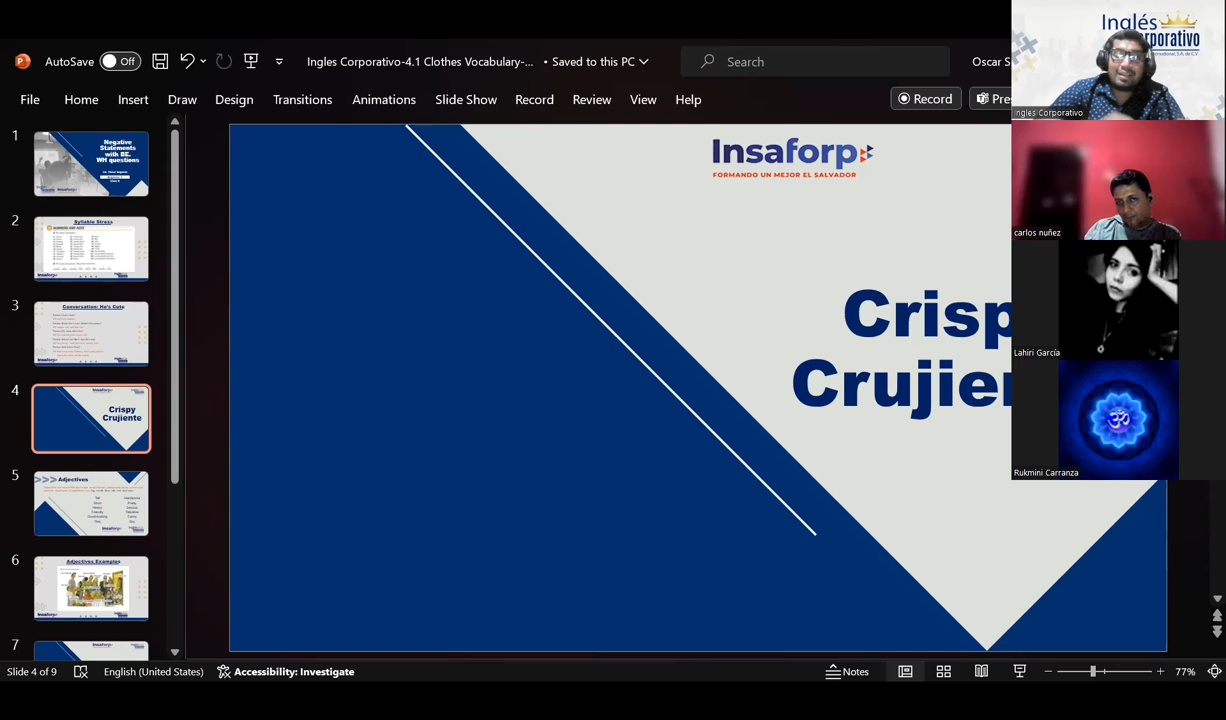 AutoSave Off
Ingles Corporativo-4.1 Clothes Vocabulary-... • Saved to this PC
Search
Oscar S
File Home Insert Draw Design Transitions Animations Slide Show Record Review View Help
Record
Pres
Inglés
Corporativo
Ingles Corporativo
carlos nuñez
Lahiri García
Rukmini Carranza
1
Negative
Statements
with BE.
WH questions
2
Syllable Stress
3
Conversation: He's Cute
4
Crispy
Crujiente
5
Adjectives
6
Adjectives Examples
7
Insaforp
FORMANDO UN MEJOR EL SALVADOR
Crisp
Crujien
Slide 4 of 9
English (United States)
Accessibility: Investigate
Notes
77%